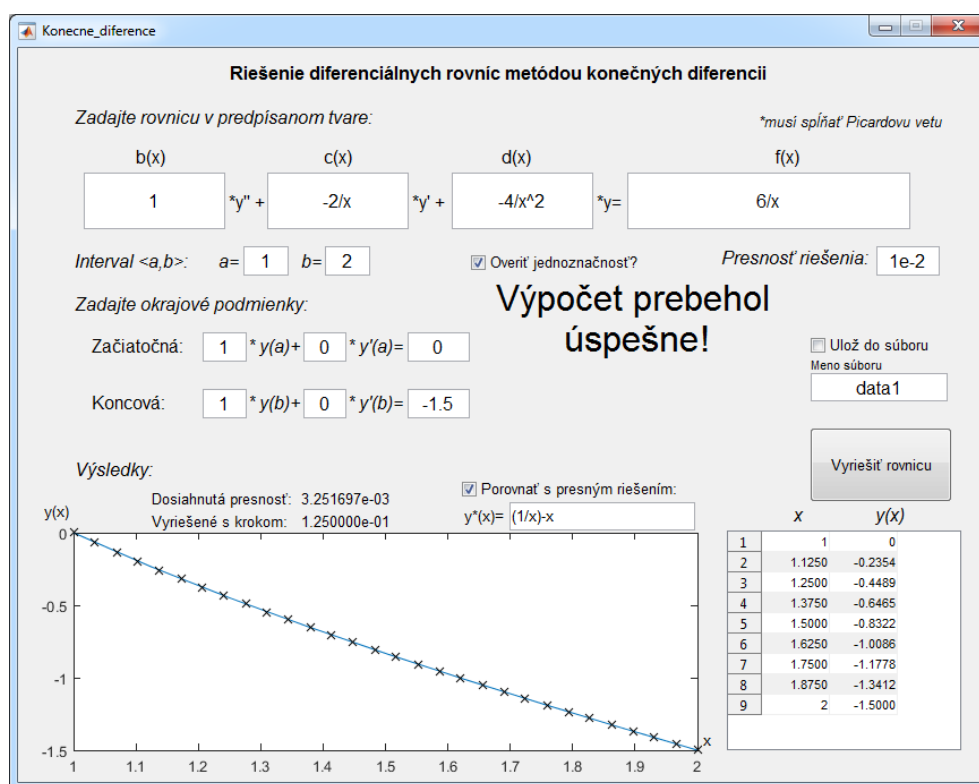 Konecne_diference
Riešenie diferenciálnych rovníc metódou konečných diferencii
Zadajte rovnicu v predpísanom tvare:
*musí spĺňať Picardovu vetu
b(x) c(x) d(x) f(x)
1 *y'' + -2/x *y' + -4/x^2 *y= 6/x
Interval <a,b>: a= 1 b= 2 Overiť jednoznačnosť? Presnosť riešenia: 1e-2
Zadajte okrajové podmienky:
Výpočet prebehol
úspešne!
Začiatočná: 1 * y(a)+ 0 * y'(a)= 0
Ulož do súboru
Meno súboru
data1
Koncová: 1 * y(b)+ 0 * y'(b)= -1.5
Vyriešiť rovnicu
Výsledky:
Dosiahnutá presnosť: 3.251697e-03
Vyriešené s krokom: 1.250000e-01
Porovnať s presným riešením:
y*(x)= (1/x)-x
y(x)
0
-0.5
-1
-1.5
1 1.1 1.2 1.3 1.4 1.5 1.6 1.7 1.8 1.9 2
x
x y(x)
1 1 0
2 1.1250 -0.2354
3 1.2500 -0.4489
4 1.3750 -0.6465
5 1.5000 -0.8322
6 1.6250 -1.0086
7 1.7500 -1.1778
8 1.8750 -1.3412
9 2 -1.5000